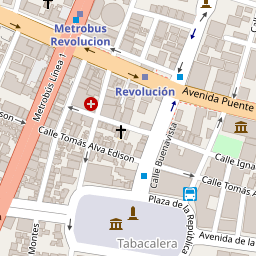 Metrobus
Revolucion
Metrobús Línea 1
Revolución
Avenida Puente
Calle Tomás Alva Edison
Calle Buenavista
Calle Igna
Calle Tomás A
Plaza de la República
Avenida de la
Montes
Tabacalera